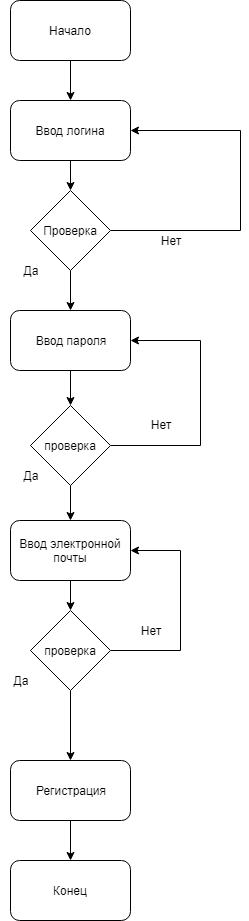 Начало
Ввод логина
Проверка
Нет
Да
Ввод пароля
Нет
проверка
Да
Ввод электронной
почты
Нет
проверка
Да
Регистрация
Конец